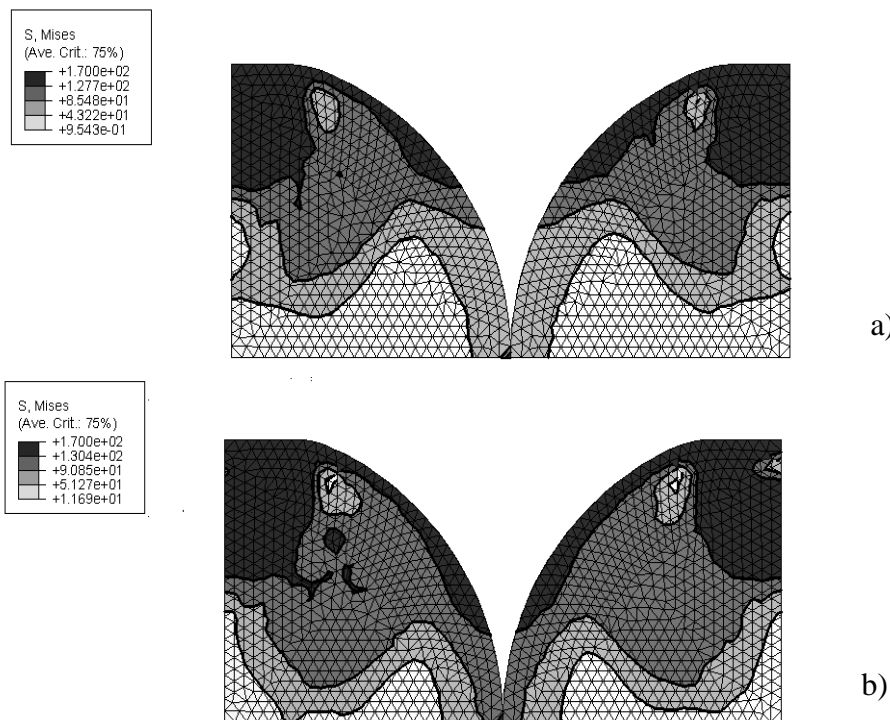 S, Mises
(Ave. Crit.: 75%)
+1.700e+02
+1.277e+02
+8.548e+01
+4.322e+01
+9.543e-01
a)
S, Mises
(Ave. Crit.: 75%)
+1.700e+02
+1.304e+02
+9.085e+01
+5.127e+01
+1.169e+01
b)